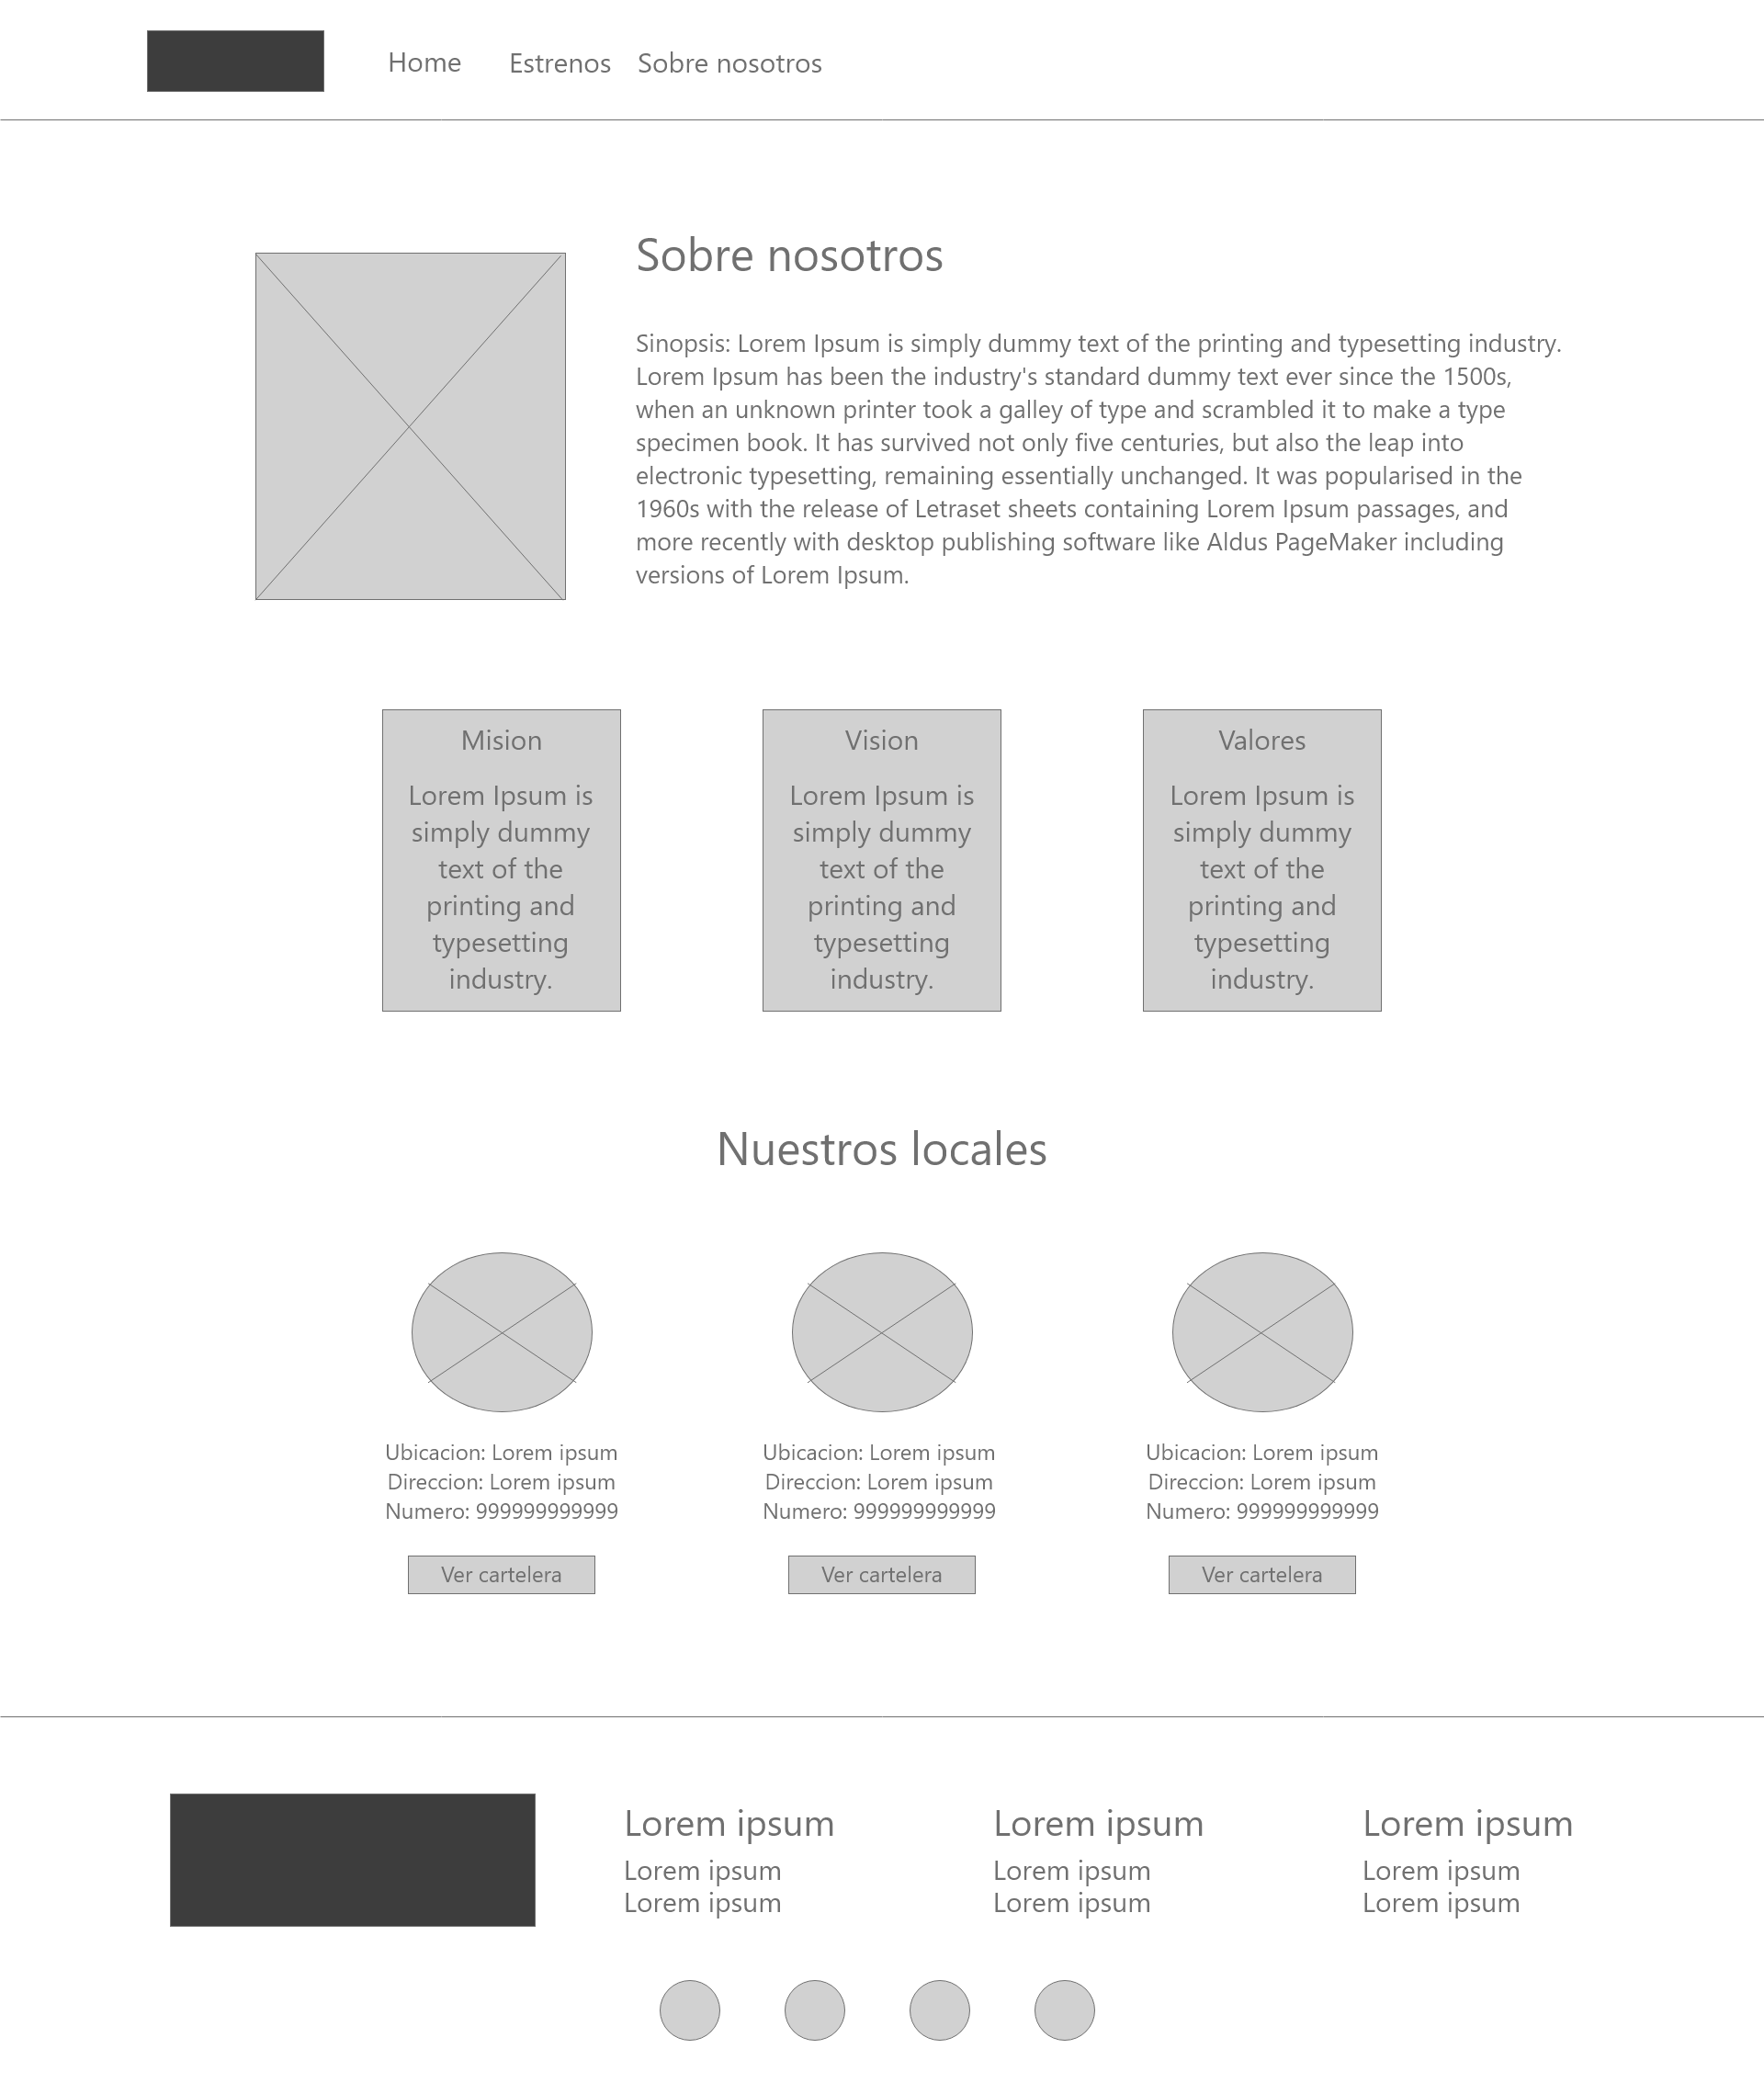 Home
Estrenos
Sobre nosotros
Sobre nosotros
Sinopsis: Lorem Ipsum is simply dummy text of the printing and typesetting industry.
Lorem Ipsum has been the industry's standard dummy text ever since the 1500s,
when an unknown printer took a galley of type and scrambled it to make a type
specimen book. It has survived not only five centuries, but also the leap into
electronic typesetting, remaining essentially unchanged. It was popularised in the
1960s with the release of Letraset sheets containing Lorem Ipsum passages, and
more recently with desktop publishing software like Aldus PageMaker including
versions of Lorem Ipsum.
Mision
Lorem Ipsum is
simply dummy
text of the
printing and
typesetting
industry.
Vision
Lorem Ipsum is
simply dummy
text of the
printing and
typesetting
industry.
Valores
Lorem Ipsum is
simply dummy
text of the
printing and
typesetting
industry.
Nuestros locales
Ubicacion: Lorem ipsum
Direccion: Lorem ipsum
Numero: 999999999999
Ver cartelera
Ubicacion: Lorem ipsum
Direccion: Lorem ipsum
Numero: 999999999999
Ver cartelera
Ubicacion: Lorem ipsum
Direccion: Lorem ipsum
Numero: 999999999999
Ver cartelera
Lorem ipsum
Lorem ipsum
Lorem ipsum
Lorem ipsum
Lorem ipsum
Lorem ipsum
Lorem ipsum
Lorem ipsum
Lorem ipsum